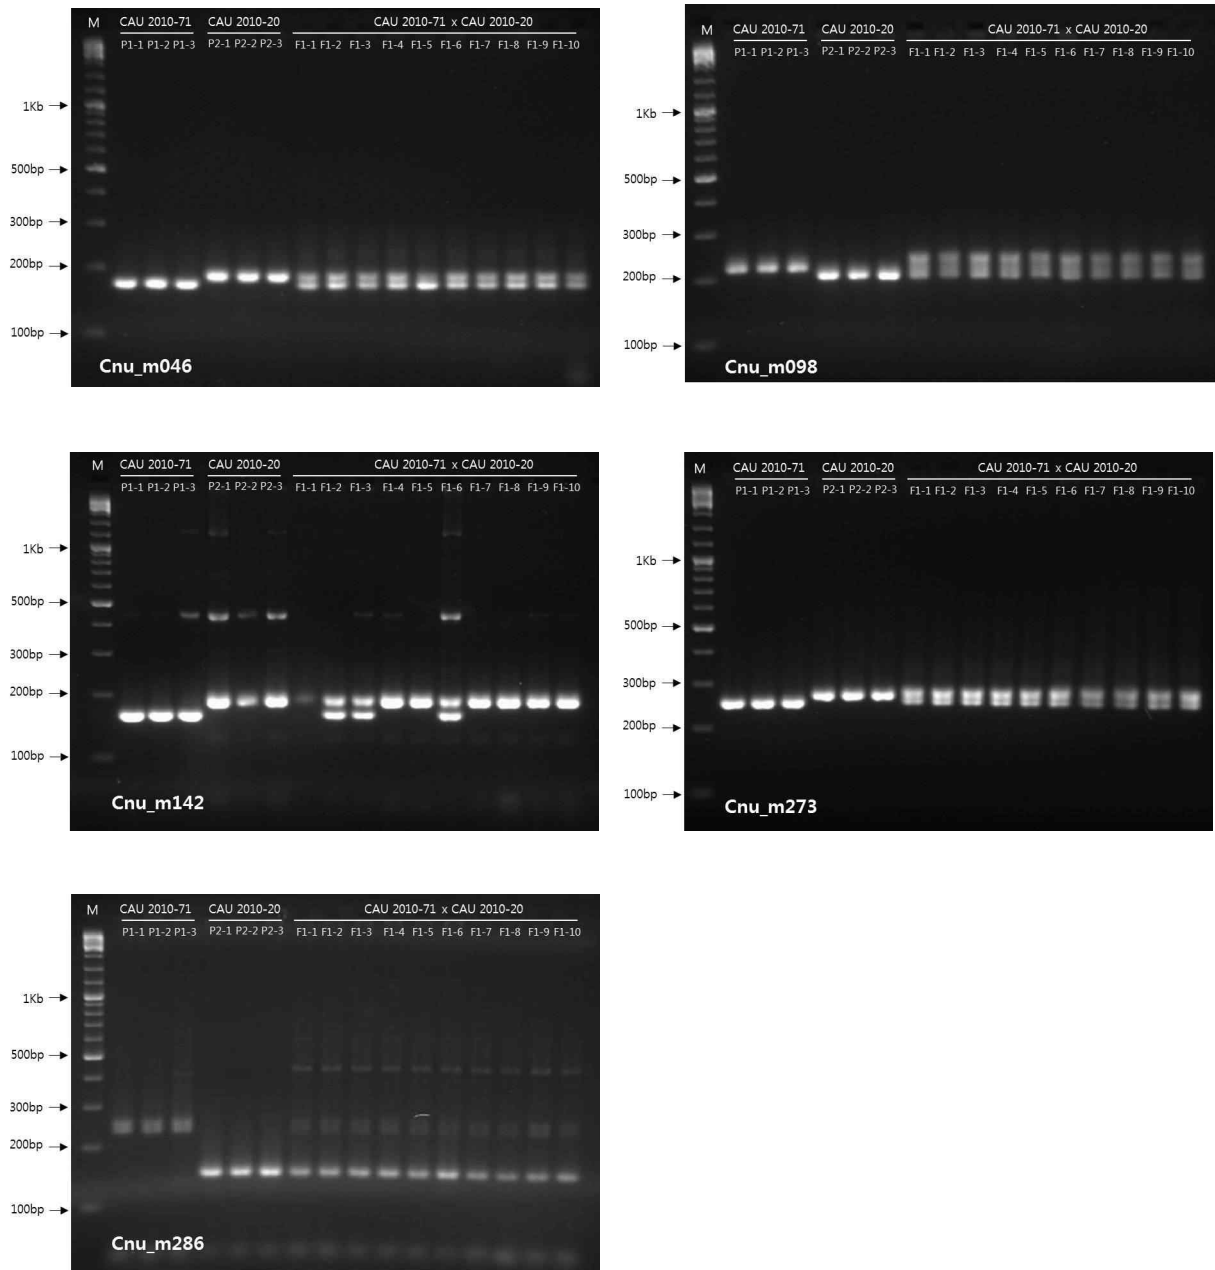 M CAU 2010-71 CAU 2010-20 CAU 2010-71 x CAU 2010-20
P1-1 P1-2 P1-3 P2-1 P2-2 P2-3 F1-1 F1-2 F1-3 F1-4 F1-5 F1-6 F1-7 F1-8 F1-9 F1-10
1Kb
500bp
300bp
200bp
100bp
Cnu_m046
M CAU 2010-71 CAU 2010-20 CAU 2010-71 x CAU 2010-20
P1-1 P1-2 P1-3 P2-1 P2-2 P2-3 F1-1 F1-2 F1-3 F1-4 F1-5 F1-6 F1-7 F1-8 F1-9 F1-10
1Kb
500bp
300bp
200bp
100bp
Cnu_m098
M CAU 2010-71 CAU 2010-20 CAU 2010-71 x CAU 2010-20
P1-1 P1-2 P1-3 P2-1 P2-2 P2-3 F1-1 F1-2 F1-3 F1-4 F1-5 F1-6 F1-7 F1-8 F1-9 F1-10
1Kb
500bp
300bp
200bp
100bp
Cnu_m142
M CAU 2010-71 CAU 2010-20 CAU 2010-71 x CAU 2010-20
P1-1 P1-2 P1-3 P2-1 P2-2 P2-3 F1-1 F1-2 F1-3 F1-4 F1-5 F1-6 F1-7 F1-8 F1-9 F1-10
1Kb
500bp
300bp
200bp
100bp
Cnu_m273
M CAU 2010-71 CAU 2010-20 CAU 2010-71 x CAU 2010-20
P1-1 P1-2 P1-3 P2-1 P2-2 P2-3 F1-1 F1-2 F1-3 F1-4 F1-5 F1-6 F1-7 F1-8 F1-9 F1-10
1Kb
500bp
300bp
200bp
100bp
Cnu_m286